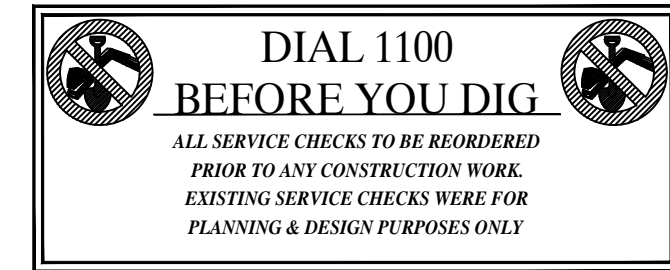 DIAL 1100
BEFORE YOU DIG
ALL SERVICE CHECKS TO BE REORDERED
PRIOR TO ANY CONSTRUCTION WORK.
EXISTING SERVICE CHECKS WERE FOR
PLANNING & DESIGN PURPOSES ONLY